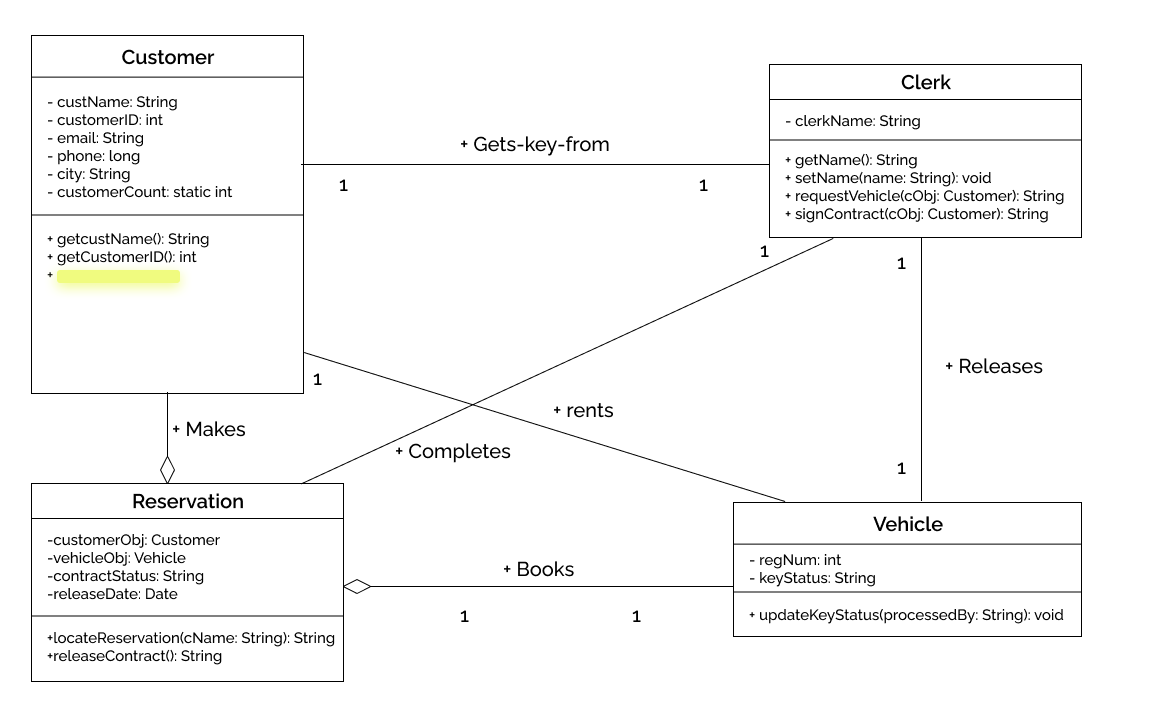 Customer
- custName: String
- customerID: int
- email: String
- phone: long
- city: String
- customerCount: static int
+ getcustName(): String
+ getCustomerID(): int
+
Clerk
- clerkName: String
+ getName(): String
+ setName(name: String): void
+ requestVehicle(cObj: Customer): String
+ signContract(cObj: Customer): String
+ Gets-key-from
1
1
1
1
+ Releases
1
1
+ rents
+ Completes
+ Makes
Reservation
-customerObj: Customer
-vehicleObj: Vehicle
-contractStatus: String
-releaseDate: Date
+locateReservation(cName: String): String
+releaseContract(): String
+ Books
1
1
Vehicle
- regNum: int
- keyStatus: String
+ updateKeyStatus(processedBy: String): void